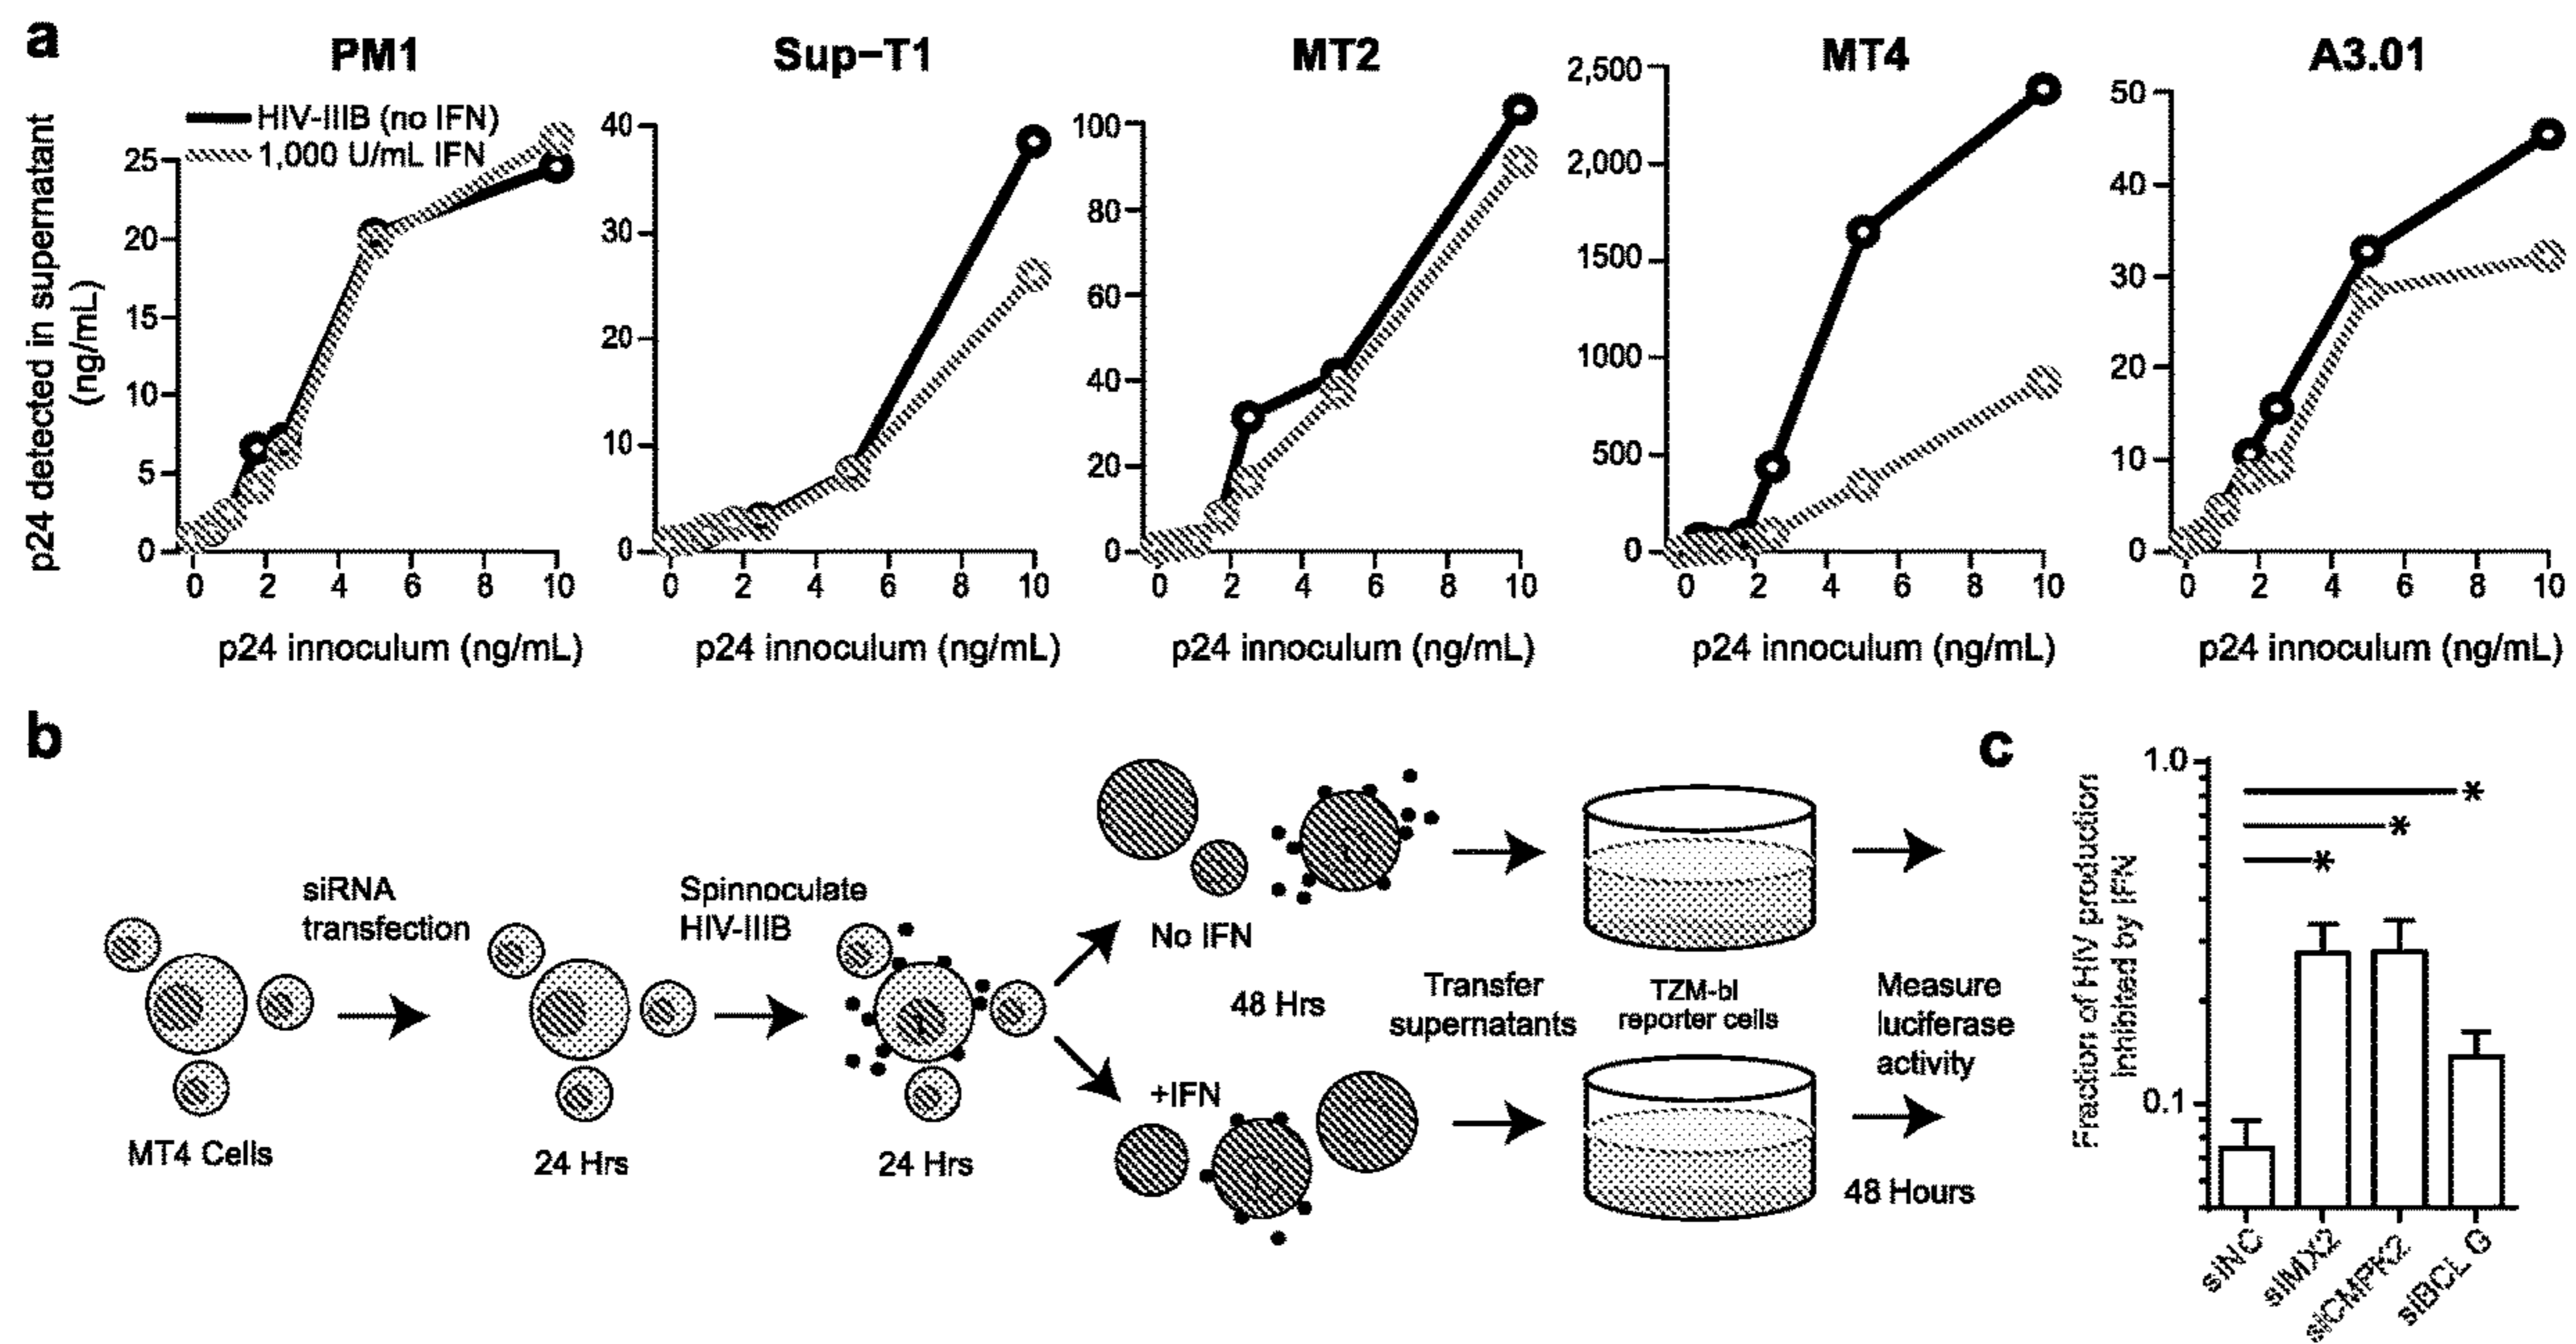 a
PM1
Sup-T1
MT2
MT4
A3.01
HIV-IIIB (no IFN)
1,000 U/mL IFN
p24 detected in supernatant
(ng/mL)
25
20
15
10
5
0
0 2 4 6 8 10
p24 innoculum (ng/mL)
40
30
20
10
0
0 2 4 6 8 10
p24 innoculum (ng/mL)
100
80
60
40
20
0
0 2 4 6 8 10
p24 innoculum (ng/mL)
2,500
2,000
1500
1000
500
0
0 2 4 6 8 10
p24 innoculum (ng/mL)
50
40
30
20
10
0
0 2 4 6 8 10
p24 innoculum (ng/mL)
b
MT4 Cells
siRNA
transfection
24 Hrs
Spinnoculate
HIV-IIIB
24 Hrs
No IFN
48 Hrs
+IFN
Transfer
supernatants
TZM-bl
reporter cells
Measure
luciferase
activity
48 Hours
c
Fraction of HIV production
Inhibited by IFN
1.0
0.1
*
*
*
siNC
siMX2
siCMPK2
siBCL G